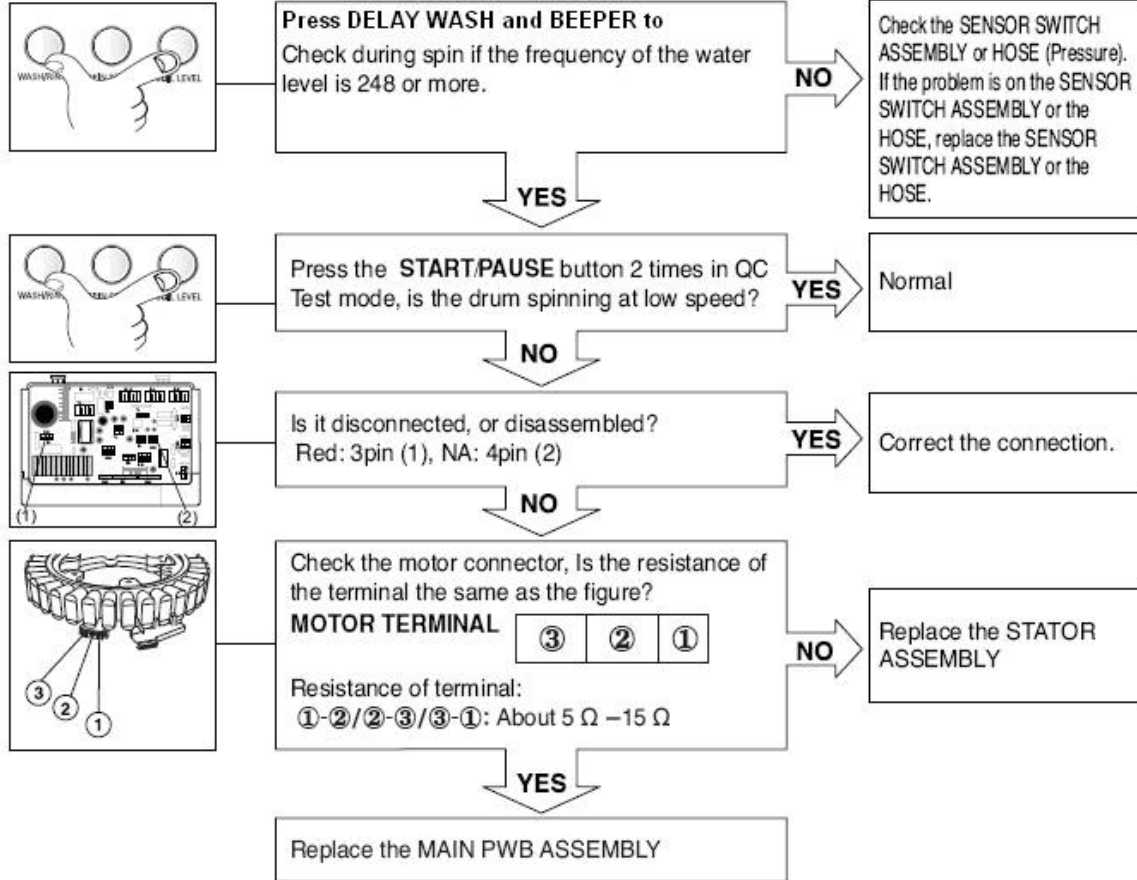 WASH/RIN
LEVEL
Press DELAY WASH and BEEPER to
Check during spin if the frequency of the water
level is 248 or more.
NO
Check the SENSOR SWITCH
ASSEMBLY or HOSE (Pressure).
If the problem is on the SENSOR
SWITCH ASSEMBLY or the
HOSE, replace the SENSOR
SWITCH ASSEMBLY or the
HOSE.
YES
WASH/RIN
LEVEL
Press the START/PAUSE button 2 times in QC
Test mode, is the drum spinning at low speed?
YES
Normal
NO
(1)
(2)
Is it disconnected, or disassembled?
Red: 3pin (1), NA: 4pin (2)
YES
Correct the connection.
NO
③
②
①
Check the motor connector, Is the resistance of
the terminal the same as the figure?
MOTOR TERMINAL ③ ② ①
Resistance of terminal:
①-②/②-③/③-①: About 5 Ω –15 Ω
NO
Replace the STATOR
ASSEMBLY
YES
Replace the MAIN PWB ASSEMBLY